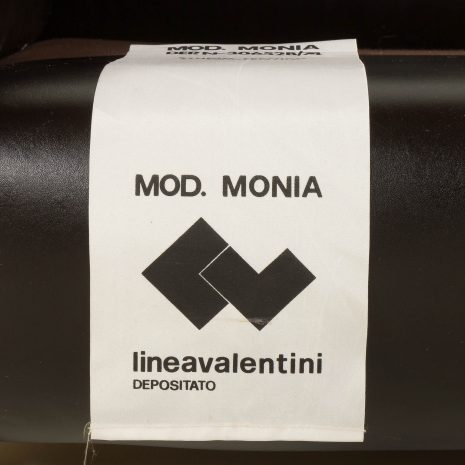 MOD. MONIA
MOD. MONIA
lineavalentini
DEPOSITATO